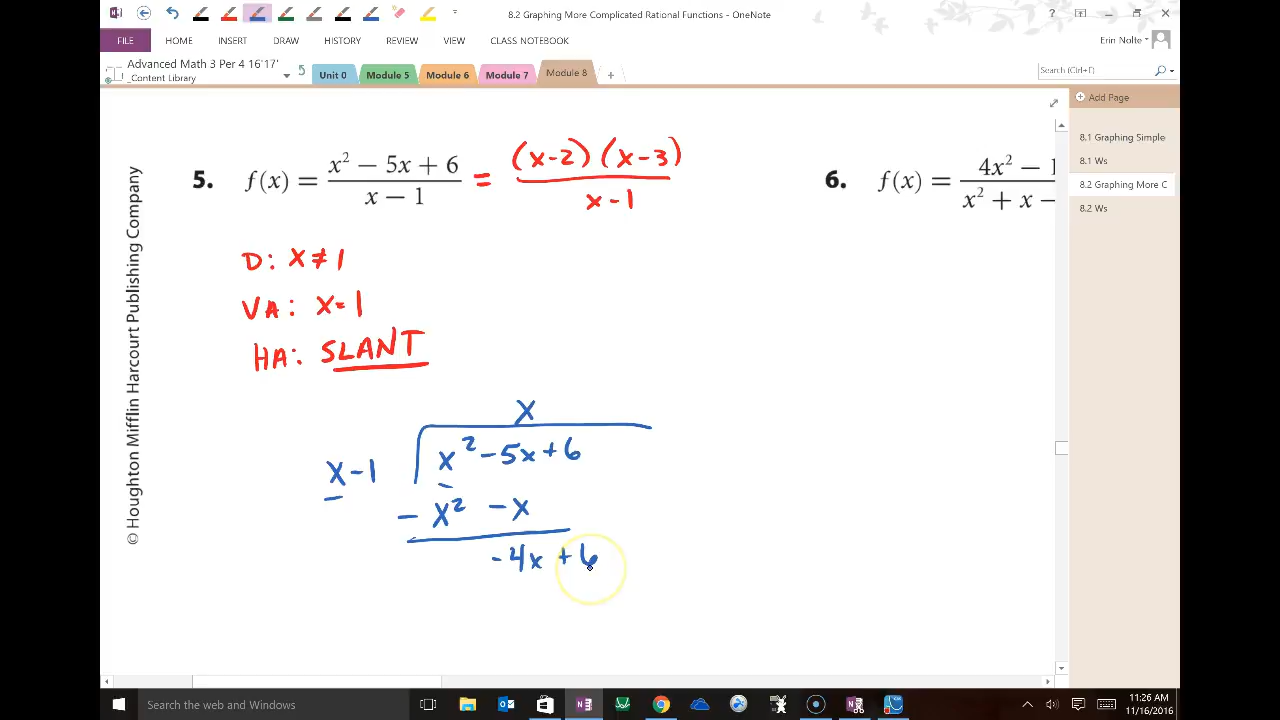 8.2 Graphing More Complicated Rational Functions - OneNote
FILE HOME INSERT DRAW HISTORY REVIEW VIEW CLASS NOTEBOOK
Erin Nolte
Advanced Math 3 Per 4 16'17'
_Content Library
Unit 0 Module 5 Module 6 Module 7 Module 8 +
Search (Ctrl+E)
Add Page
8.1 Graphing Simple
8.1 Ws
8.2 Graphing More C
8.2 Ws
© Houghton Mifflin Harcourt Publishing Company
5. f(x) = (x² − 5x + 6)/(x − 1) = ((x-2)(x-3))/(x-1)
6. f(x) = (4x² − 1)/(x² + x −
D: x ≠ 1
VA: x = 1
HA: SLANT
x
x - 1 x² - 5x + 6
- x² - x
- 4x + 6
Search the web and Windows
11:26 AM
11/16/2016